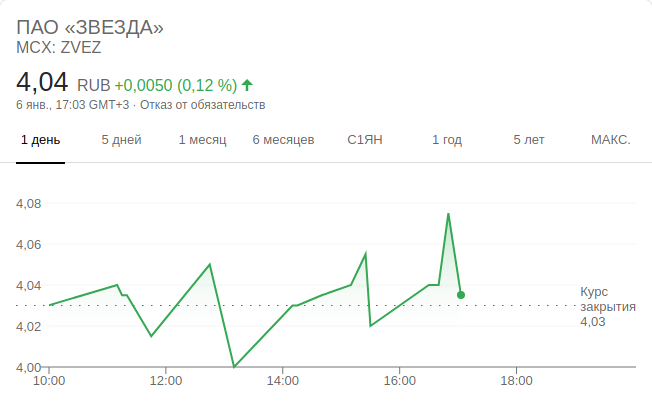 ПАО «ЗВЕЗДА»
MCX: ZVEZ
4,04 RUB +0,0050 (0,12 %)
6 янв., 17:03 GMT+3 · Отказ от обязательств
1 день 5 дней 1 месяц 6 месяцев С1ЯН 1 год 5 лет МАКС.
4,08
4,06
4,04
Курс
закрытия
4,03
4,02
4,00
10:00 12:00 14:00 16:00 18:00